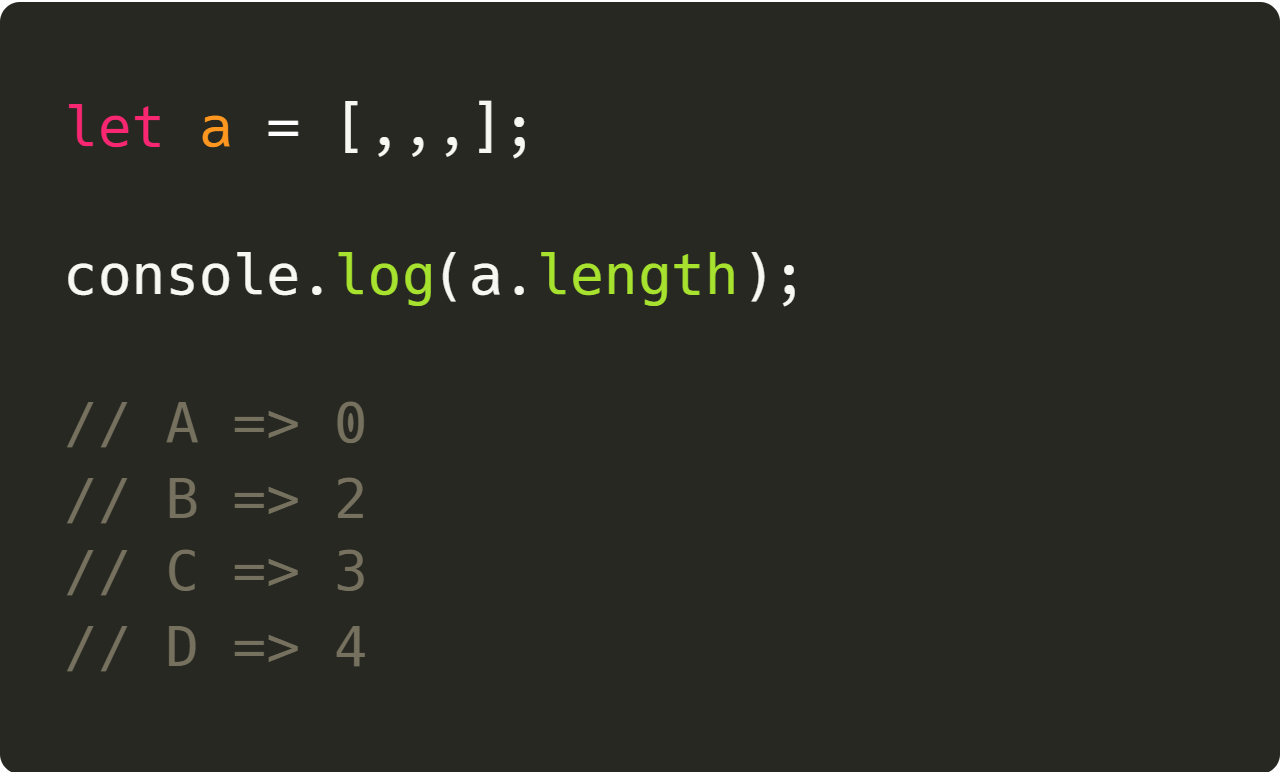 let a = [,,,];
console.log(a.length);
// A => 0
// B => 2
// C => 3
// D => 4